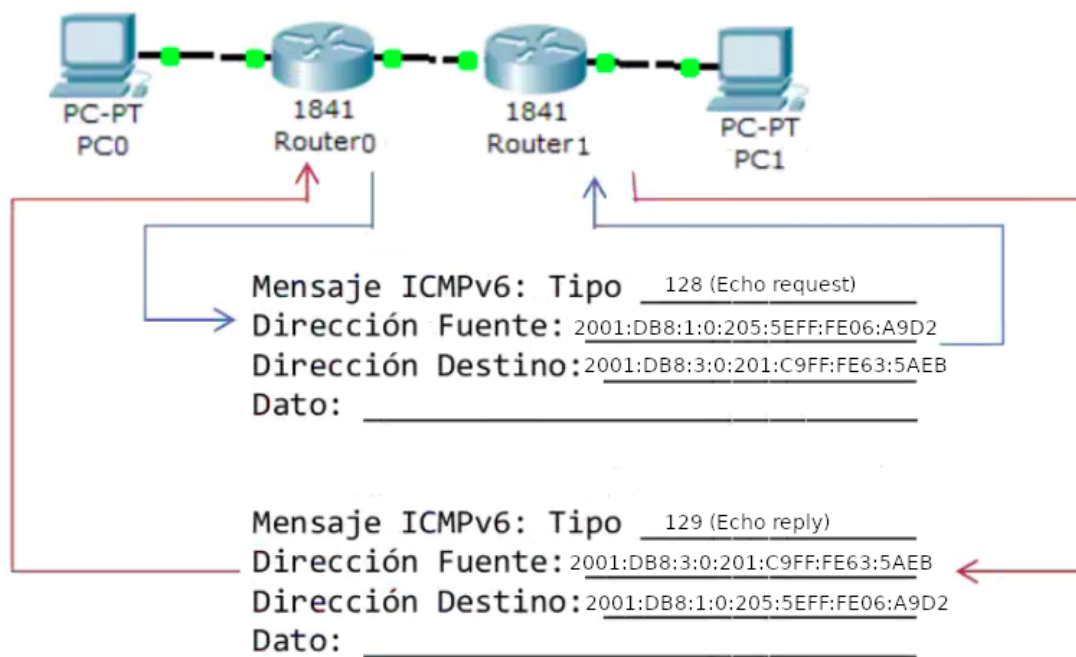 PC-PT
PC0
1841
Router0
1841
Router1
PC-PT
PC1
Mensaje ICMPv6: Tipo 128 (Echo request)
Dirección Fuente: 2001:DB8:1:0:205:5EFF:FE06:A9D2
Dirección Destino: 2001:DB8:3:0:201:C9FF:FE63:5AEB
Dato:
Mensaje ICMPv6: Tipo 129 (Echo reply)
Dirección Fuente: 2001:DB8:3:0:201:C9FF:FE63:5AEB
Dirección Destino: 2001:DB8:1:0:205:5EFF:FE06:A9D2
Dato: